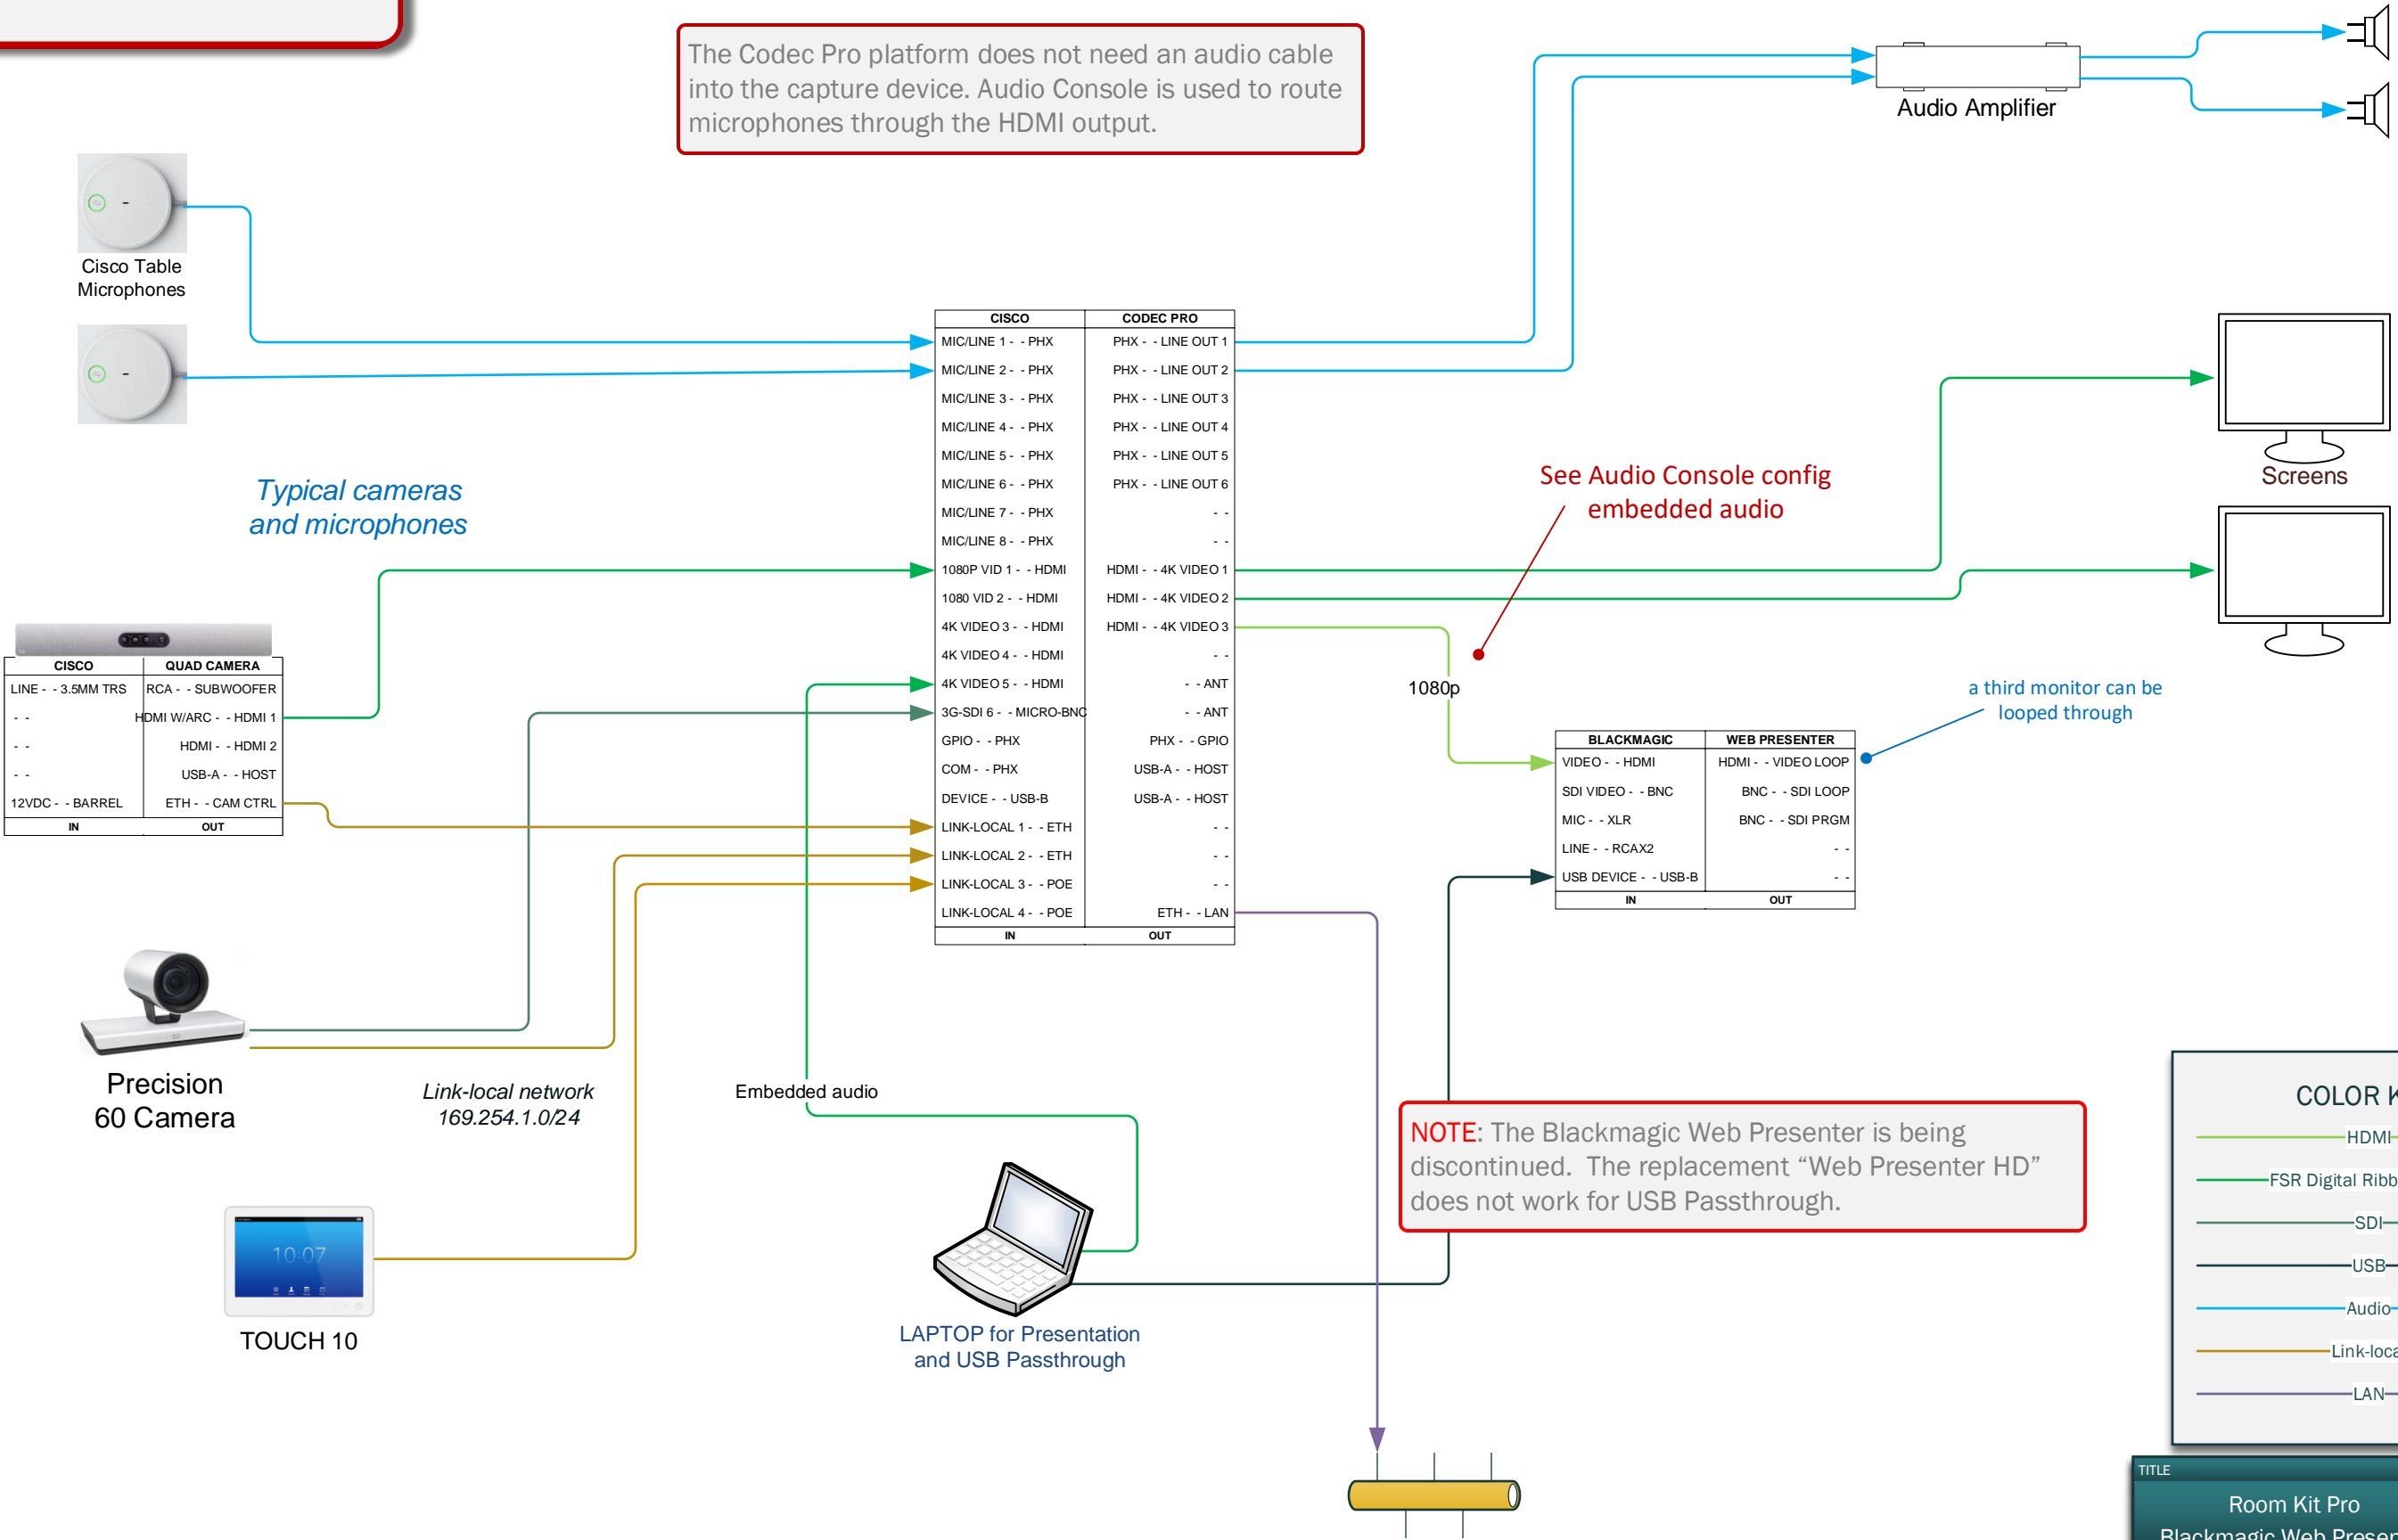 The Codec Pro platform does not need an audio cable
into the capture device. Audio Console is used to route
microphones through the HDMI output.
Audio Amplifier
Cisco Table
Microphones
Typical cameras
and microphones
CISCO CODEC PRO
MIC/LINE 1 - - PHX PHX - - LINE OUT 1
MIC/LINE 2 - - PHX PHX - - LINE OUT 2
MIC/LINE 3 - - PHX PHX - - LINE OUT 3
MIC/LINE 4 - - PHX PHX - - LINE OUT 4
MIC/LINE 5 - - PHX PHX - - LINE OUT 5
MIC/LINE 6 - - PHX PHX - - LINE OUT 6
MIC/LINE 7 - - PHX - -
MIC/LINE 8 - - PHX - -
1080P VID 1 - - HDMI HDMI - - 4K VIDEO 1
1080 VID 2 - - HDMI HDMI - - 4K VIDEO 2
4K VIDEO 3 - - HDMI HDMI - - 4K VIDEO 3
4K VIDEO 4 - - HDMI - -
4K VIDEO 5 - - HDMI - - ANT
3G-SDI 6 - - MICRO-BNC - - ANT
GPIO - - PHX PHX - - GPIO
COM - - PHX USB-A - - HOST
DEVICE - - USB-B USB-A - - HOST
LINK-LOCAL 1 - - ETH - -
LINK-LOCAL 2 - - ETH - -
LINK-LOCAL 3 - - POE - -
LINK-LOCAL 4 - - POE ETH - - LAN
IN OUT
See Audio Console config
embedded audio
Screens
CISCO QUAD CAMERA
LINE - - 3.5MM TRS RCA - - SUBWOOFER
- - HDMI W/ARC - - HDMI 1
- - HDMI - - HDMI 2
- - USB-A - - HOST
12VDC - - BARREL ETH - - CAM CTRL
IN OUT
1080p
a third monitor can be
looped through
BLACKMAGIC WEB PRESENTER
VIDEO - - HDMI HDMI - - VIDEO LOOP
SDI VIDEO - - BNC BNC - - SDI LOOP
MIC - - XLR BNC - - SDI PRGM
LINE - - RCAX2 - -
USB DEVICE - - USB-B - -
IN OUT
Precision
60 Camera
Link-local network
169.254.1.0/24
Embedded audio
NOTE: The Blackmagic Web Presenter is being
discontinued. The replacement “Web Presenter HD”
does not work for USB Passthrough.
10:07
TOUCH 10
LAPTOP for Presentation
and USB Passthrough
COLOR K
HDMI
FSR Digital Ribb
SDI
USB
Audio
Link-loca
LAN
TITLE
Room Kit Pro
Blackmagic Web Presen